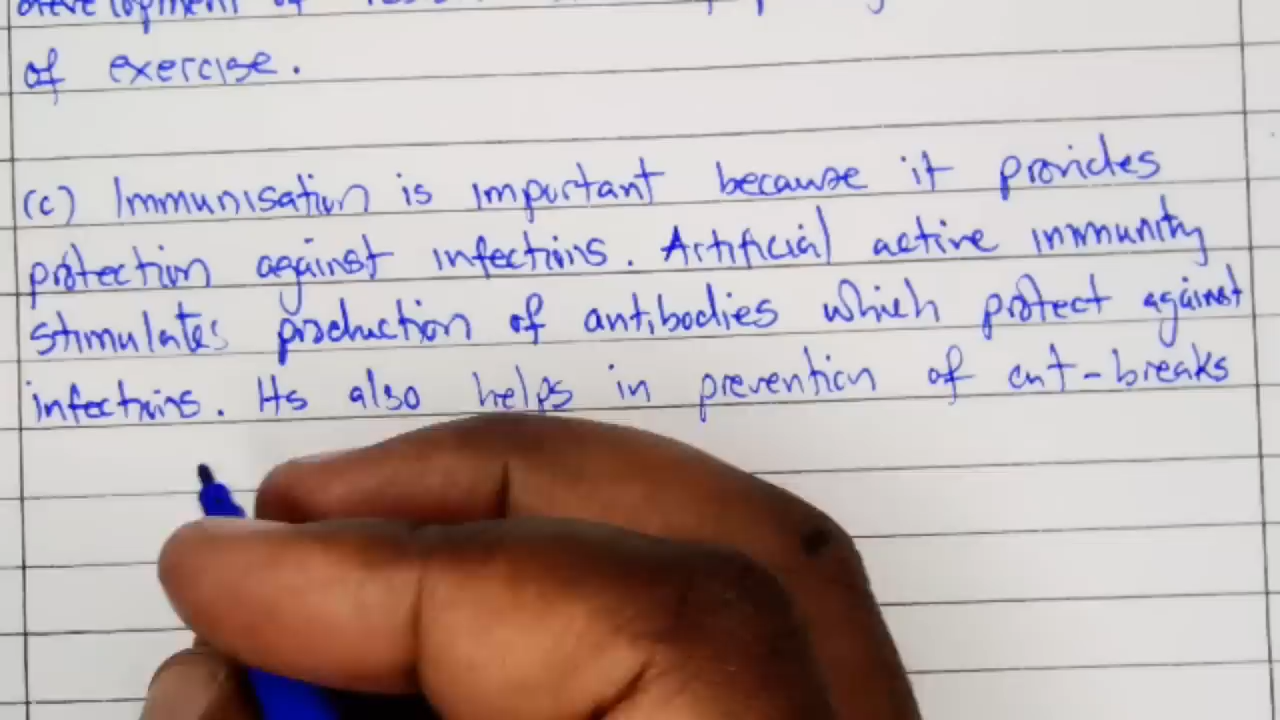 of
of exercise.
(c) Immunisation is important because it provides
protection against infections. Artificial active immunity
stimulates production of antibodies which protect against
infections. Its also helps in prevention of out-breaks